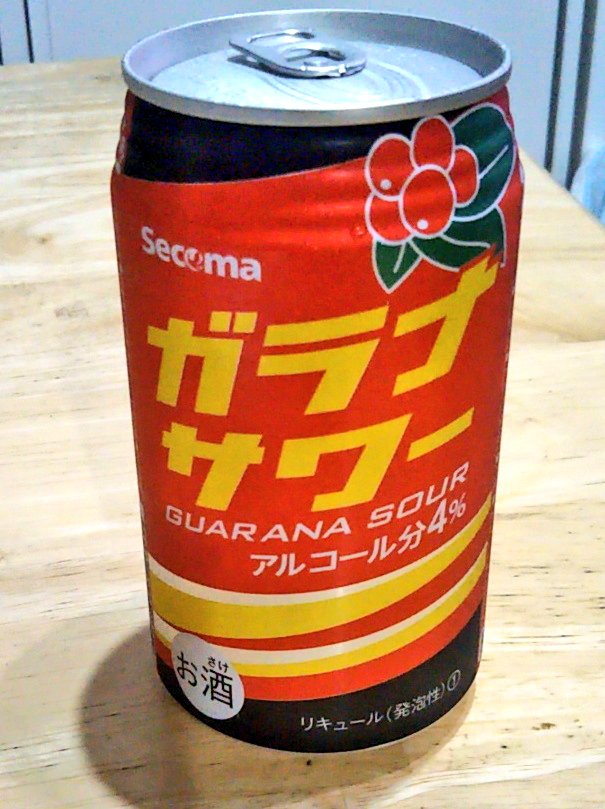 Secoma
ガラナ
サワー
GUARANA SOUR
アルコール分4%
さけ
お酒
リキュール(発泡性)①